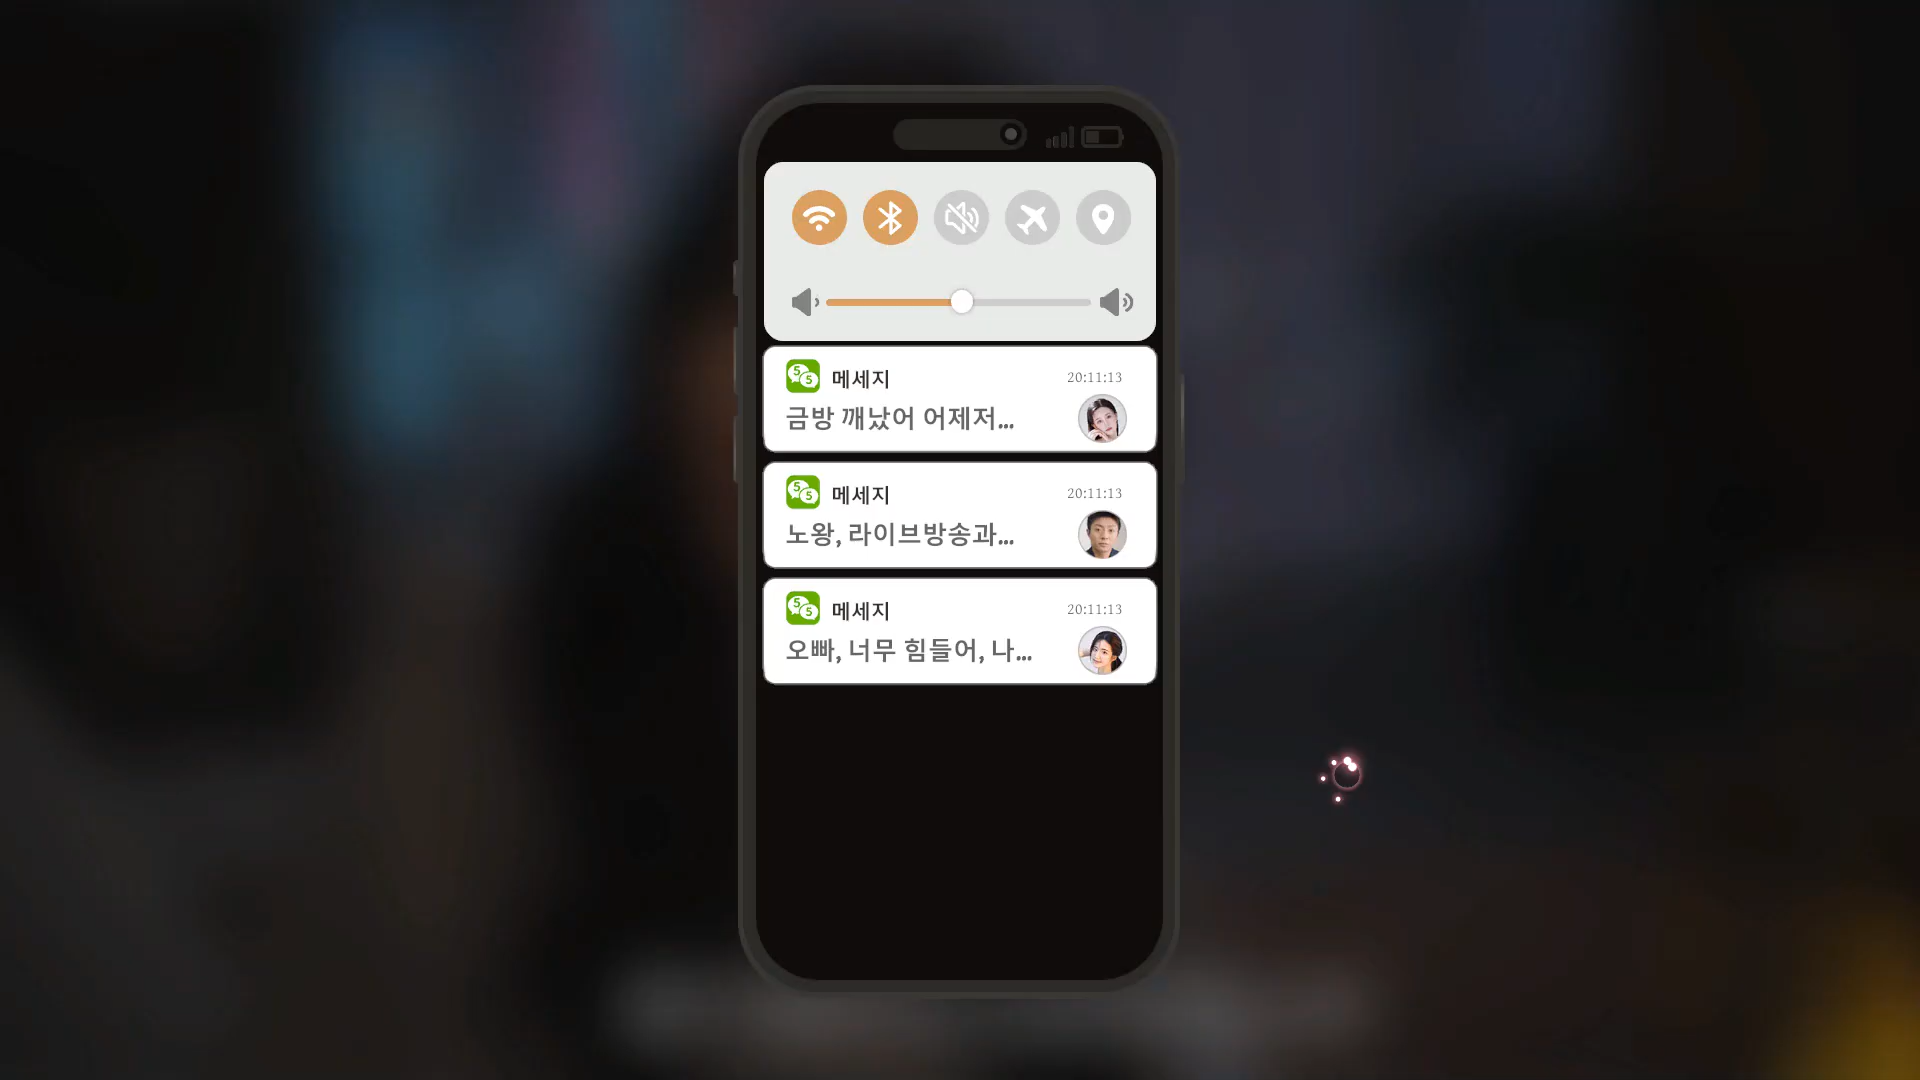 메세지
20:11:13
금방 깨났어 어제저...
메세지
20:11:13
노왕, 라이브방송과...
메세지
20:11:13
오빠, 너무 힘들어, 나...